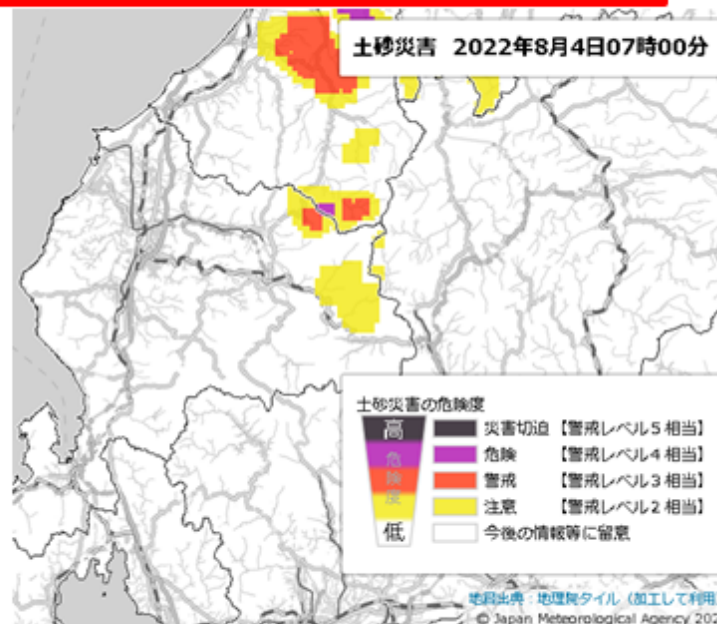 土砂災害 2022年8月4日07時00分
土砂災害の危険度
高 災害切迫 【警戒レベル5相当】
危険 【警戒レベル4相当】
警戒 【警戒レベル3相当】
注意 【警戒レベル2相当】
低 今後の情報等に留意
危険度
地図出典:地理院タイル(加工して利用
© Japan Meteorological Agency 202